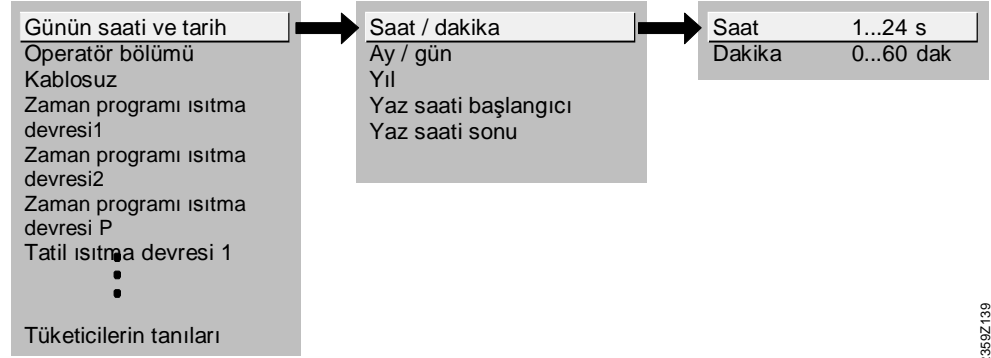 Günün saati ve tarih
Operatör bölümü
Kablosuz
Zaman programı ısıtma
devresi1
Zaman programı ısıtma
devresi2
Zaman programı ısıtma
devresi P
Tatil ısıtma devresi 1
Tüketicilerin tanıları
Saat / dakika
Ay / gün
Yıl
Yaz saati başlangıcı
Yaz saati sonu
Saat 1...24 s
Dakika 0...60 dak
359Z139